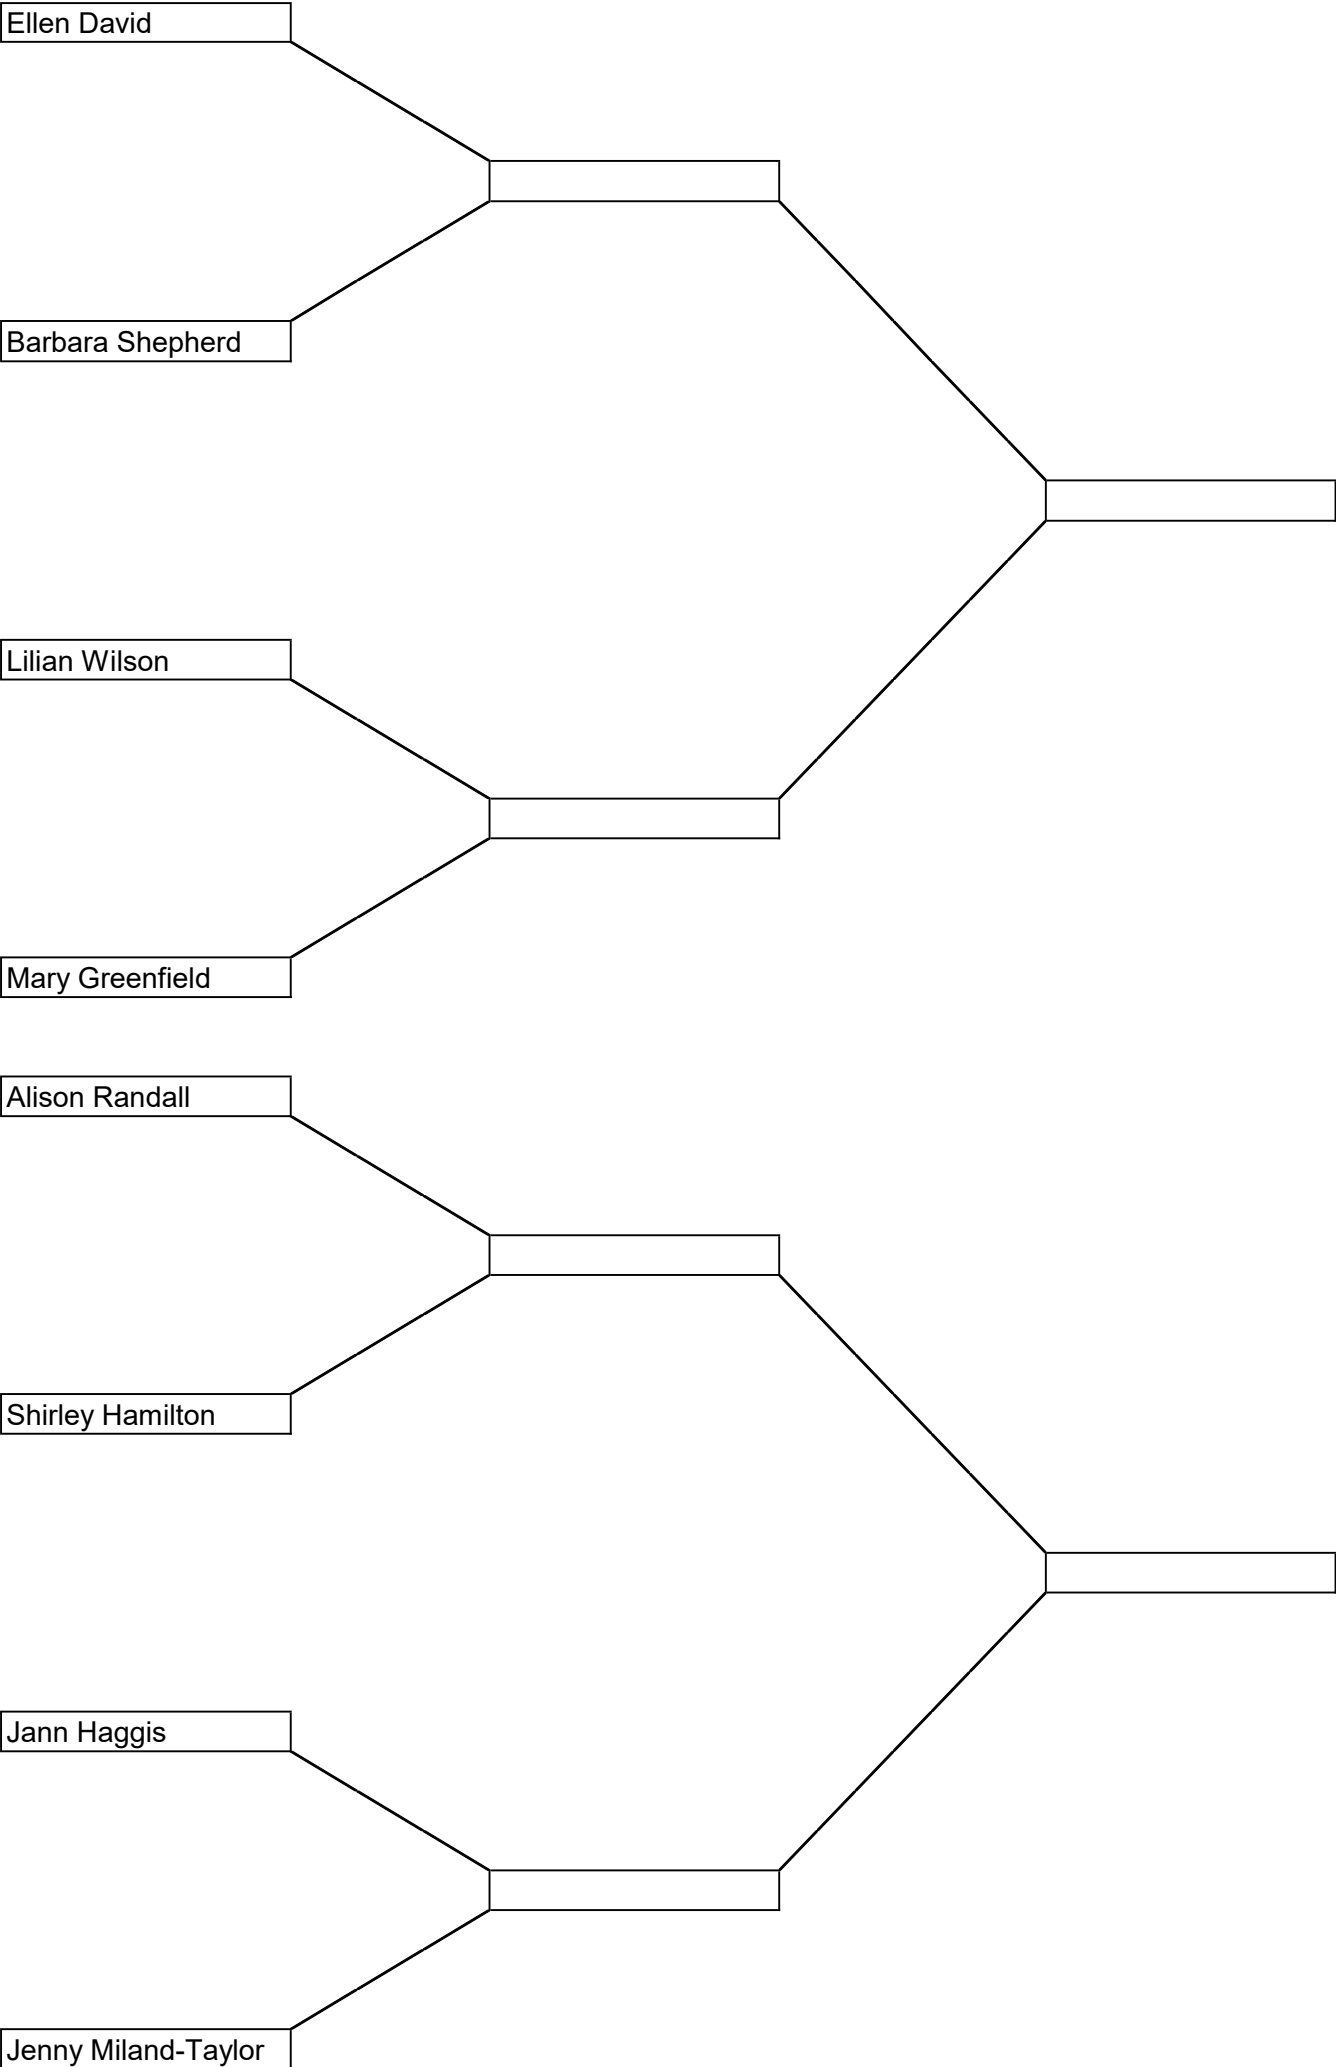 Ellen David
Barbara Shepherd
Lilian Wilson
Mary Greenfield
Alison Randall
Shirley Hamilton
Jann Haggis
Jenny Miland-Taylor